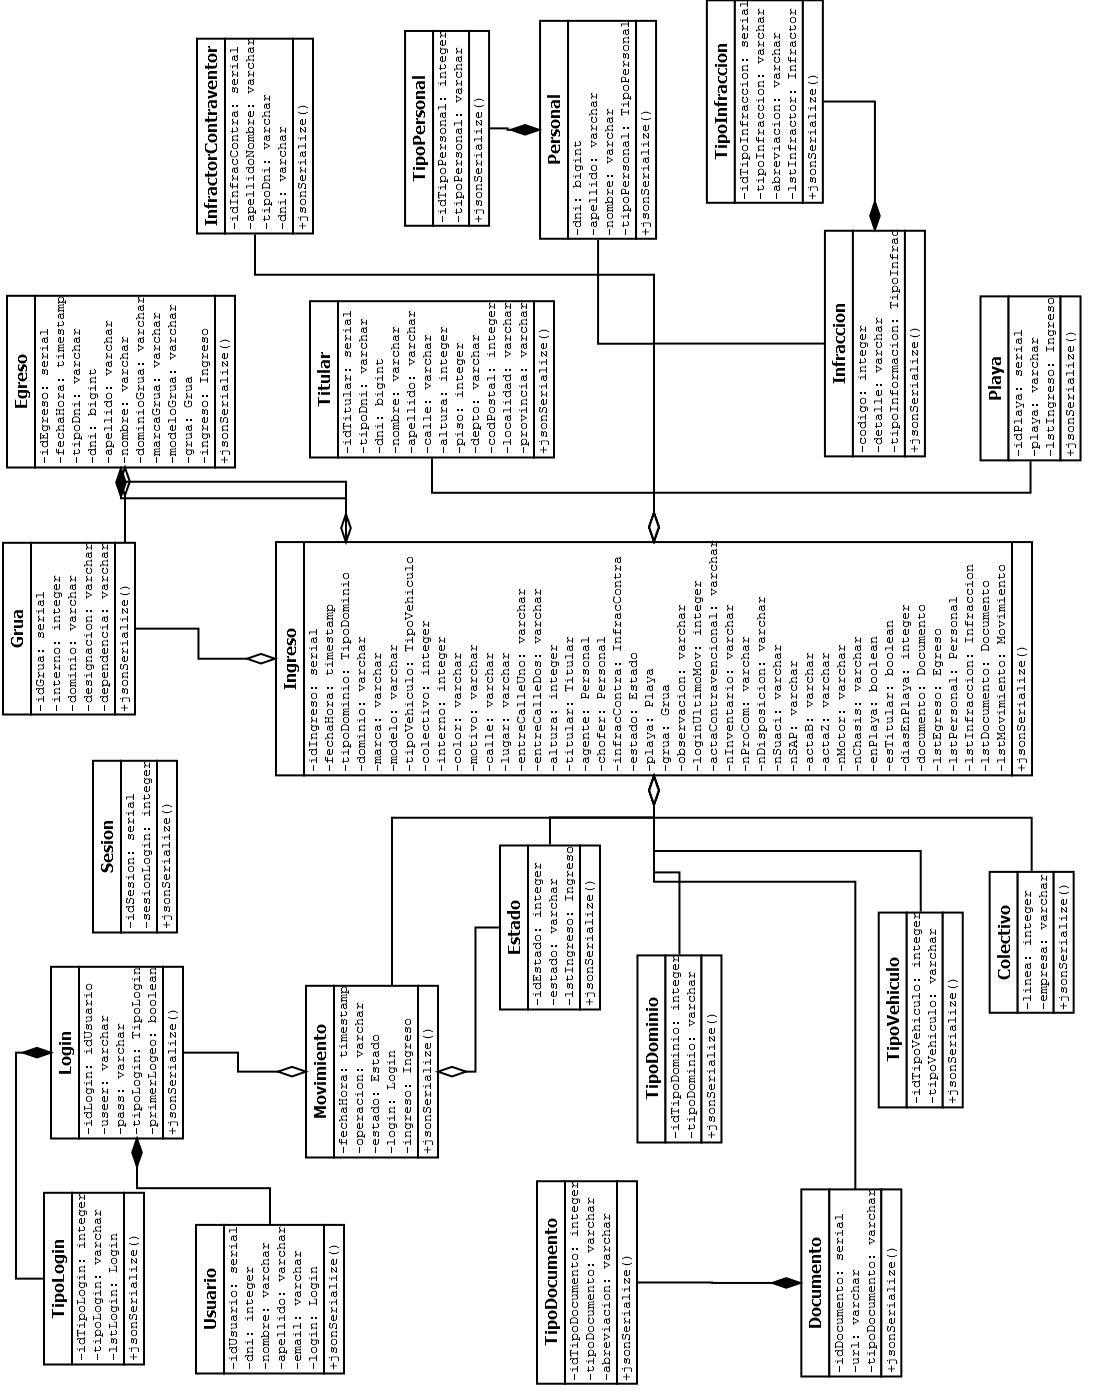 TipoLogin
-idTipoLogin: integer
-tipoLogin: varchar
-lstLogin: Login
+jsonSerialize()
Login
-idLogin: idUsuario
-useer: varchar
-pass: varchar
-tipoLogin: TipoLogin
-primerLogeo: boolean
+jsonSerialize()
Sesion
-idSesion: serial
-sesionLogin: integer
+jsonSerialize()
Grua
-idGrua: serial
-interno: integer
-dominio: varchar
-designacion: varchar
-dependencia: varchar
+jsonSerialize()
Egreso
-idEgreso: serial
-fechaHora: timestamp
-tipoDni: varchar
-dni: bigint
-apellido: varchar
-nombre: varchar
-dominioGrua: varchar
-marcaGrua: varchar
-modeloGrua: varchar
-grua: Grua
-ingreso: Ingreso
+jsonSerialize()
InfractorContraventor
-idInfracContra: serial
-apellidoNombre: varchar
-tipoDni: varchar
-dni: varchar
+jsonSerialize()
Usuario
-idUsuario: serial
-dni: integer
-nombre: varchar
-apellido: varchar
-email: varchar
-login: Login
+jsonSerialize()
Movimiento
-fechaHora: timestamp
-operacion: varchar
-estado: Estado
-login: Login
-ingreso: Ingreso
+jsonSerialize()
Ingreso
-idIngreso: serial
-fechaHora: timestamp
-tipoDominio: TipoDominio
-dominio: varchar
-marca: varchar
-modelo: varchar
-tipoVehiculo: TipoVehiculo
-colectivo: integer
-interno: integer
-color: varchar
-motivo: varchar
-calle: varchar
-lugar: varchar
-entreCalleUno: varchar
-entreCalleDos: varchar
-altura: integer
-titular: Titular
-agente: Personal
-chofer: Personal
-infracContra: InfracContra
-estado: Estado
-playa: Playa
-grua: Grua
-observacion: varchar
-loginUltimoMov: integer
-actaContravencional: varchar
-nInventario: varchar
-nProCom: varchar
-nDisposicion: varchar
-nSuaci: varchar
-nSAP: varchar
-actaB: varchar
-actaZ: varchar
-nMotor: varchar
-nChasis: varchar
-enPlaya: boolean
-esTitular: boolean
-diasEnPlaya: integer
-documento: Documento
-lstEgreso: Egreso
-lstPersonal: Personal
-lstInfraccion: Infraccion
-lstDocumento: Documento
-lstMovimiento: Movimiento
+jsonSerialize()
Titular
-idTitular: serial
-tipoDni: varchar
-dni: bigint
-nombre: varchar
-apellido: varchar
-calle: varchar
-altura: integer
-piso: integer
-depto: varchar
-codPostal: integer
-localidad: varchar
-provincia: varchar
+jsonSerialize()
TipoPersonal
-idTipoPersonal: integer
-tipoPersonal: varchar
+jsonSerialize()
Personal
-dni: bigint
-apellido: varchar
-nombre: varchar
-tipoPersonal: TipoPersonal
+jsonSerialize()
Estado
-idEstado: integer
-estado: varchar
-lstIngreso: Ingreso
+jsonSerialize()
TipoDocumento
-idTipoDocumento: integer
-tipoDocumento: varchar
-abreviacion: varchar
+jsonSerialize()
TipoDominio
-idTipoDominio: integer
-tipoDominio: varchar
+jsonSerialize()
TipoInfraccion
-idTipoInfraccion: serial
-tipoInfraccion: varchar
-abreviacion: varchar
-lstInfractor: Infractor
+jsonSerialize()
Documento
-idDocumento: serial
-url: varchar
-tipoDocumento: varchar
+jsonSerialize()
TipoVehiculo
-idTipoVehiculo: integer
-tipoVehiculo: varchar
+jsonSerialize()
Infraccion
-codigo: integer
-detalle: varchar
-tipoInformacion: TipoInfrac
+jsonSerialize()
Colectivo
-linea: integer
-empresa: varchar
+jsonSerialize()
Playa
-idPlaya: serial
-playa: varchar
-lstIngreso: Ingreso
+jsonSerialize()